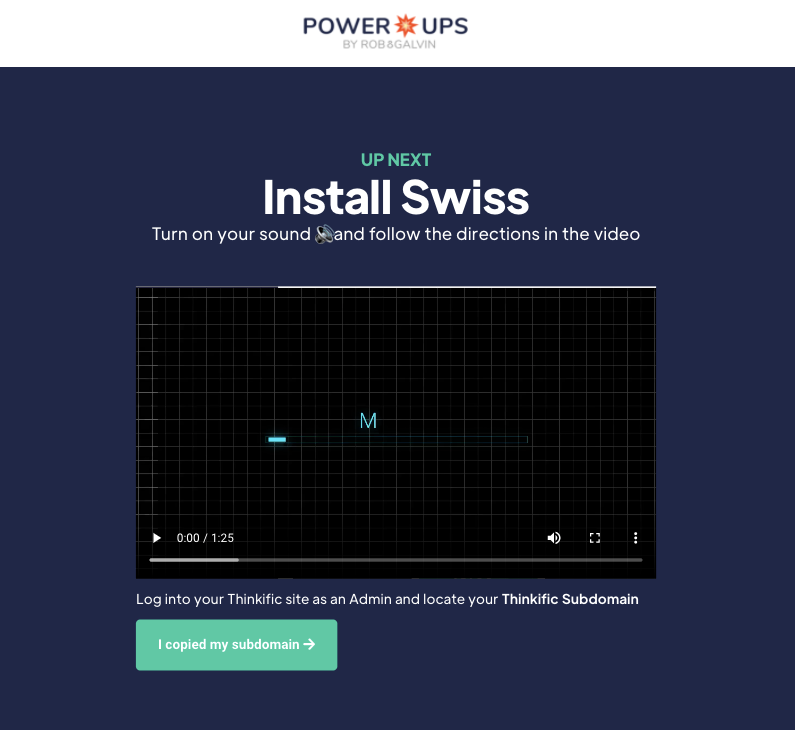 POWER UPS
BY ROB&GALVIN
UP NEXT
Install Swiss
Turn on your sound 🔊and follow the directions in the video
M
0:00 / 1:25
Log into your Thinkific site as an Admin and locate your Thinkific Subdomain
I copied my subdomain →